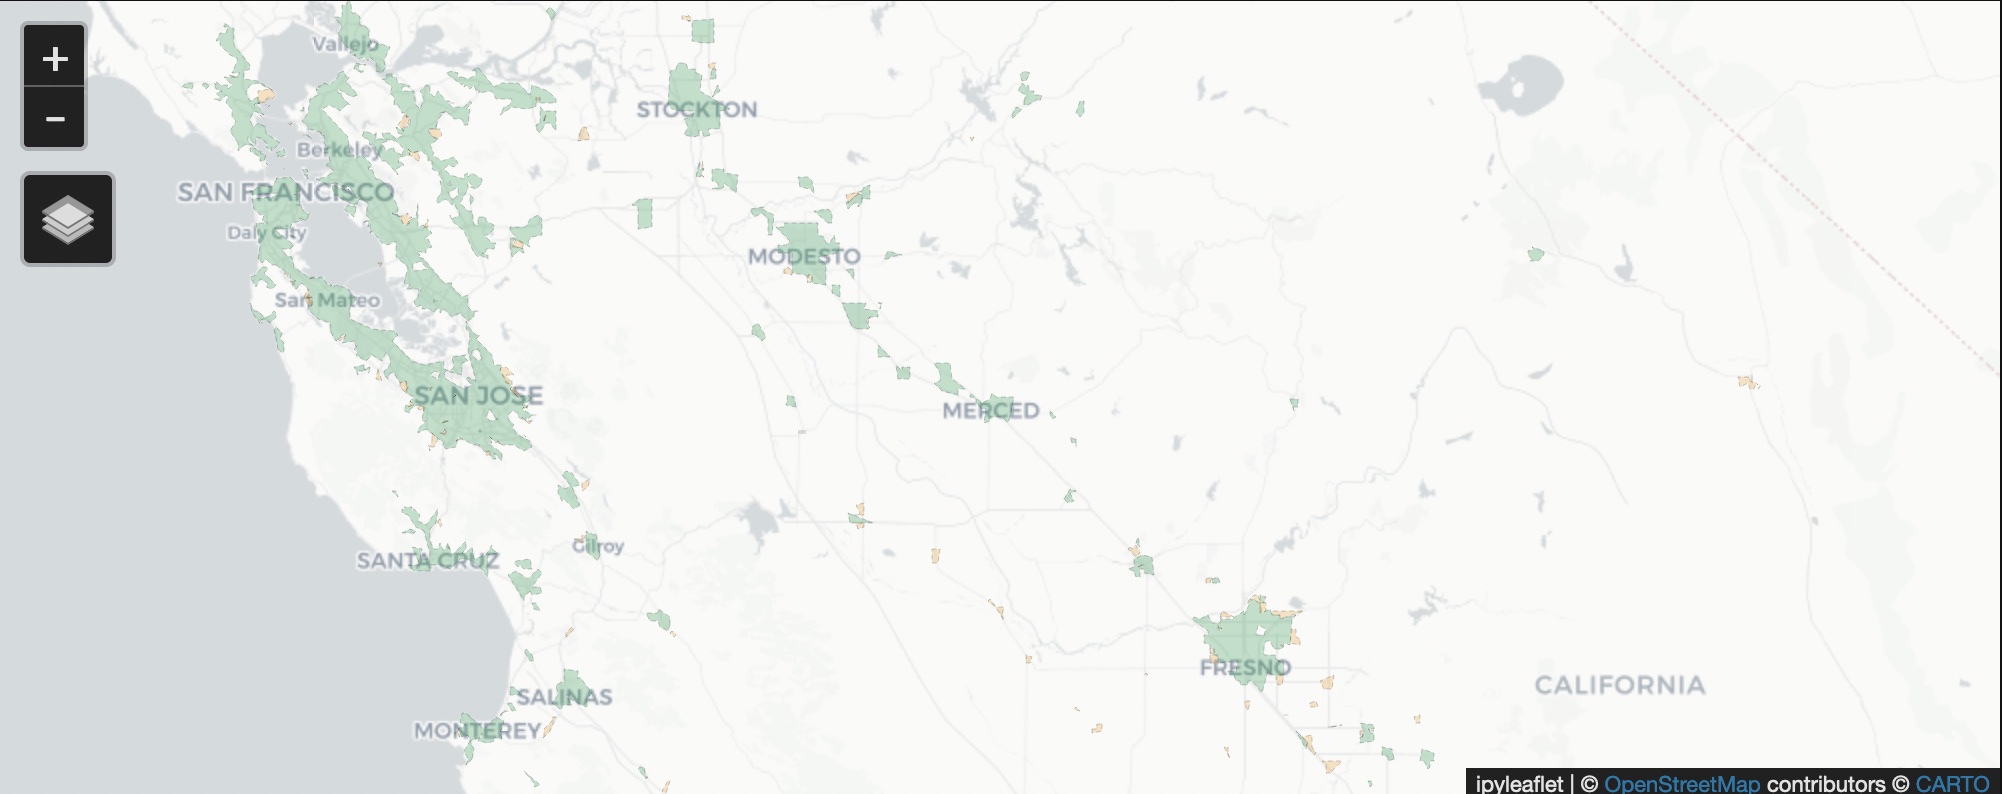 +
−
Vallejo
STOCKTON
Berkeley
SAN FRANCISCO
Daly City
MODESTO
San Mateo
SAN JOSE
MERCED
Gilroy
SANTA CRUZ
FRESNO
CALIFORNIA
SALINAS
MONTEREY
ipyleaflet | © OpenStreetMap contributors © CARTO